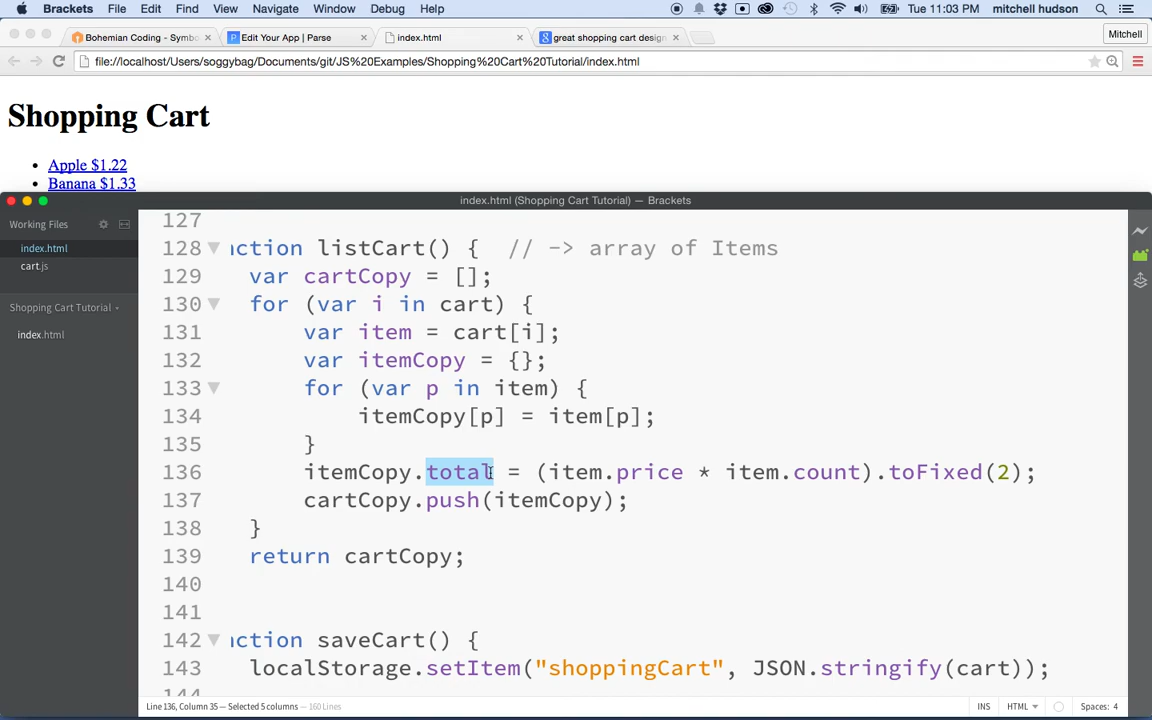 Brackets File Edit Find View Navigate Window Debug Help Tue 11:03 PM mitchell hudson
Bohemian Coding - Symbo Edit Your App | Parse index.html great shopping cart design Mitchell
file://localhost/Users/soggybag/Documents/git/JS%20Examples/Shopping%20Cart%20Tutorial/index.html
Shopping Cart
• Apple $1.22
• Banana $1.33
index.html (Shopping Cart Tutorial) — Brackets
Working Files
index.html
cart.js
Shopping Cart Tutorial
index.html
127
128 nction listCart() { // -> array of Items
129 var cartCopy = [];
130 for (var i in cart) {
131 var item = cart[i];
132 var itemCopy = {};
133 for (var p in item) {
134 itemCopy[p] = item[p];
135 }
136 itemCopy.total = (item.price * item.count).toFixed(2);
137 cartCopy.push(itemCopy);
138 }
139 return cartCopy;
140
141
142 nction saveCart() {
143 localStorage.setItem("shoppingCart", JSON.stringify(cart));
144
Line 136, Column 35 — Selected 5 columns — 160 Lines INS HTML Spaces: 4